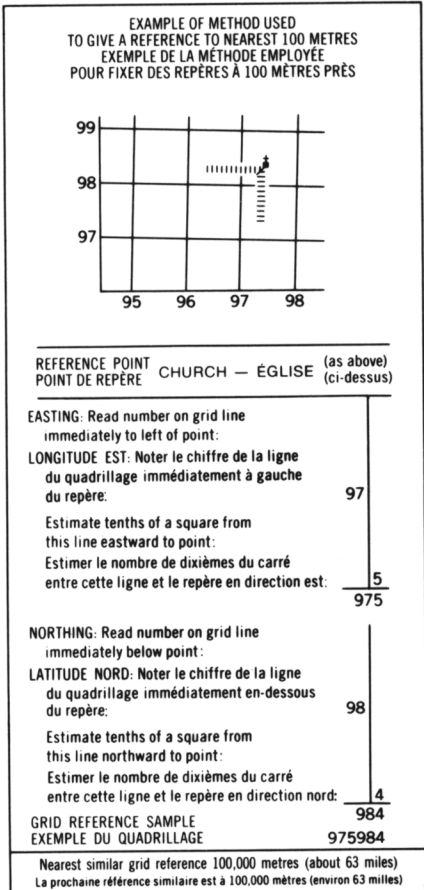 EXAMPLE OF METHOD USED
TO GIVE A REFERENCE TO NEAREST 100 METRES
EXEMPLE DE LA MÉTHODE EMPLOYÉE
POUR FIXER DES REPÈRES À 100 MÈTRES PRÈS
99
98
97
95 96 97 98
REFERENCE POINT
POINT DE REPÈRE
CHURCH — ÉGLISE
(as above)
(ci-dessus)
EASTING: Read number on grid line
immediately to left of point:
LONGITUDE EST: Noter le chiffre de la ligne
du quadrillage immédiatement à gauche
du repère: 97
Estimate tenths of a square from
this line eastward to point:
Estimer le nombre de dixièmes du carré
entre cette ligne et le repère en direction est: 5
975
NORTHING: Read number on grid line
immediately below point:
LATITUDE NORD: Noter le chiffre de la ligne
du quadrillage immédiatement en-dessous
du repère: 98
Estimate tenths of a square from
this line northward to point:
Estimer le nombre de dixièmes du carré
entre cette ligne et le repère en direction nord: 4
984
GRID REFERENCE SAMPLE
EXEMPLE DU QUADRILLAGE 975984
Nearest similar grid reference 100,000 metres (about 63 miles)
La prochaine référence similaire est à 100,000 mètres (environ 63 milles)